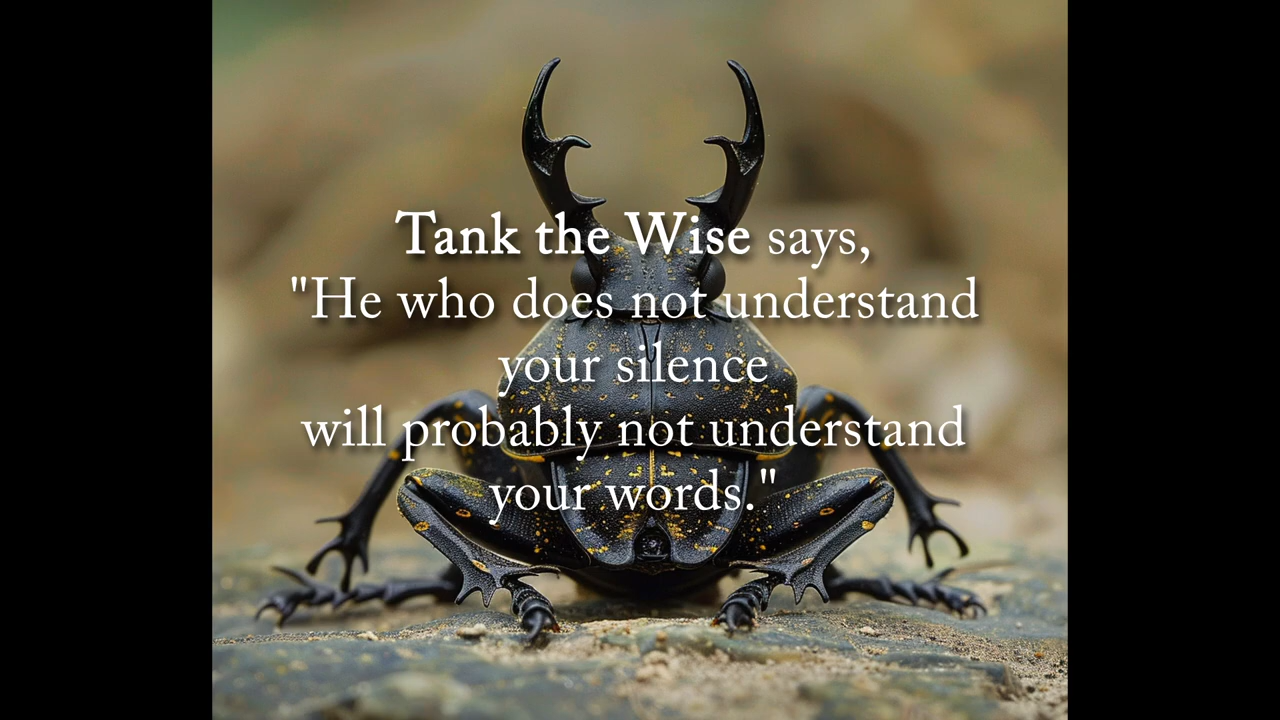 Tank the Wise says,
"He who does not understand
your silence
will probably not understand
your words."